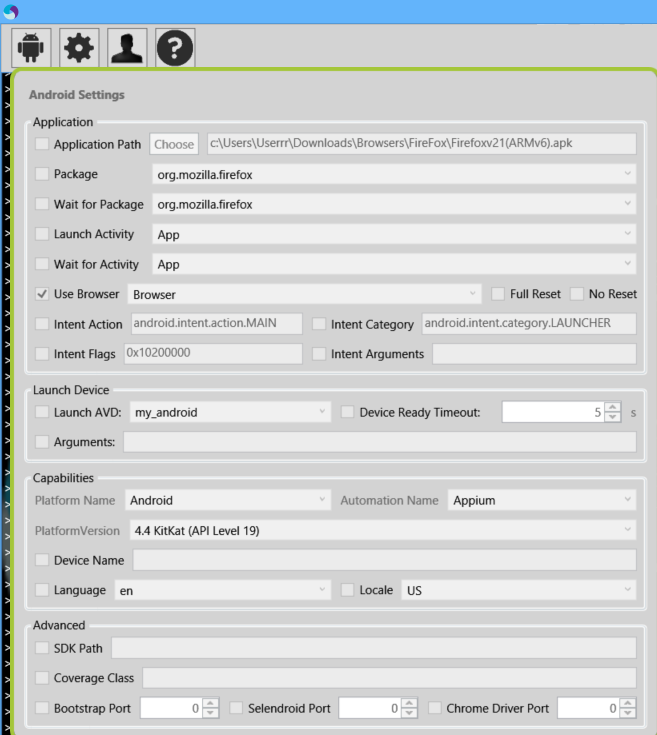 Android Settings
Application
Application Path Choose c:\Users\Userrr\Downloads\Browsers\FireFox\Firefoxv21(ARMv6).apk
Package org.mozilla.firefox
Wait for Package org.mozilla.firefox
Launch Activity App
Wait for Activity App
Use Browser Browser Full Reset No Reset
Intent Action android.intent.action.MAIN Intent Category android.intent.category.LAUNCHER
Intent Flags 0x10200000 Intent Arguments
Launch Device
Launch AVD: my_android Device Ready Timeout: 5 s
Arguments:
Capabilities
Platform Name Android Automation Name Appium
PlatformVersion 4.4 KitKat (API Level 19)
Device Name
Language en Locale US
Advanced
SDK Path
Coverage Class
Bootstrap Port 0 Selendroid Port 0 Chrome Driver Port 0